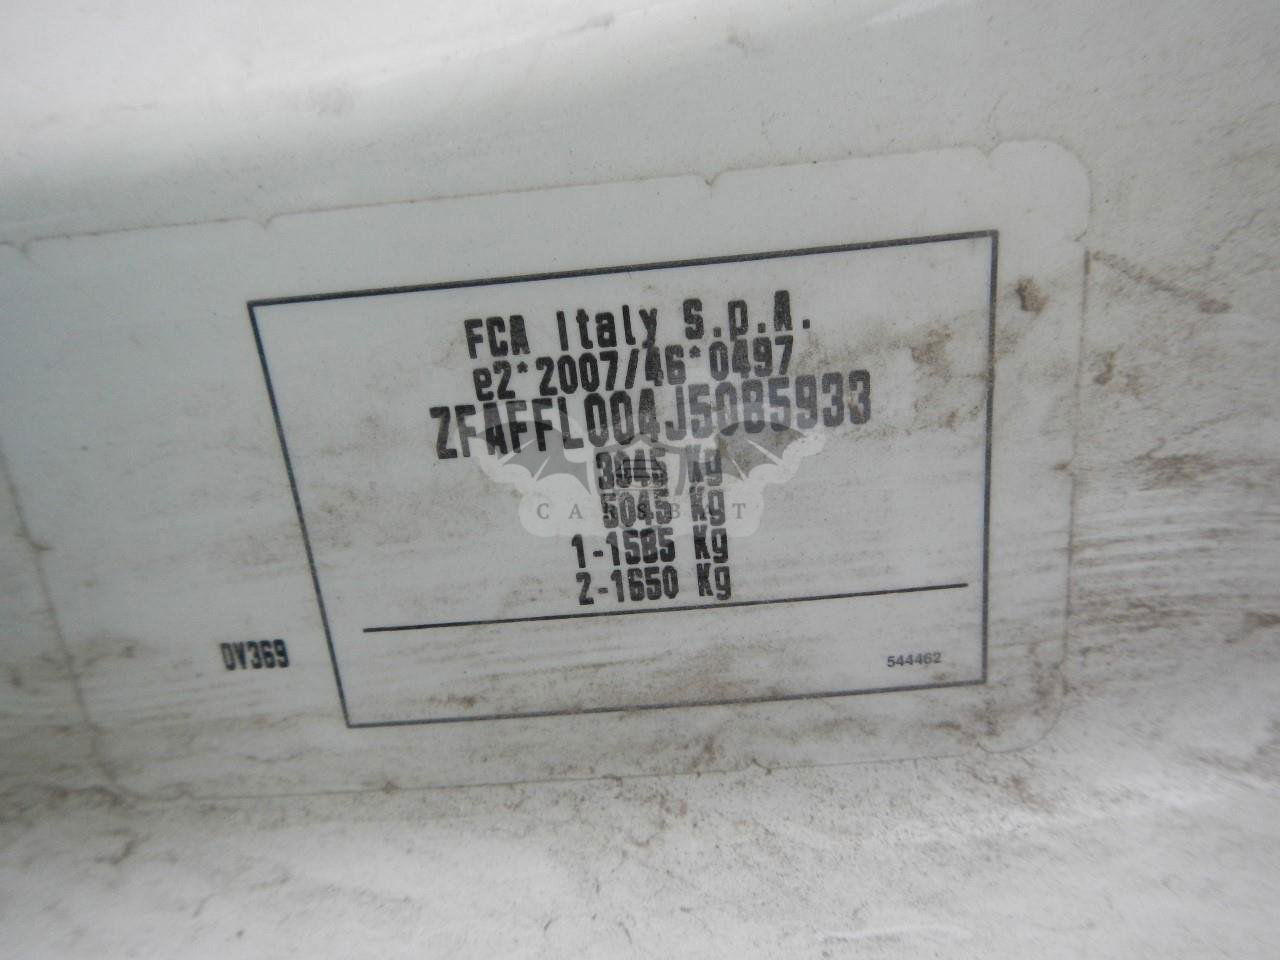 FCA Italy S.p.A.
e2*2007/46*0497
ZFAFFL004J5085933
3045 Kg
CARSBAT
5045 Kg
1-1585 Kg
2-1650 Kg
DV369
544462